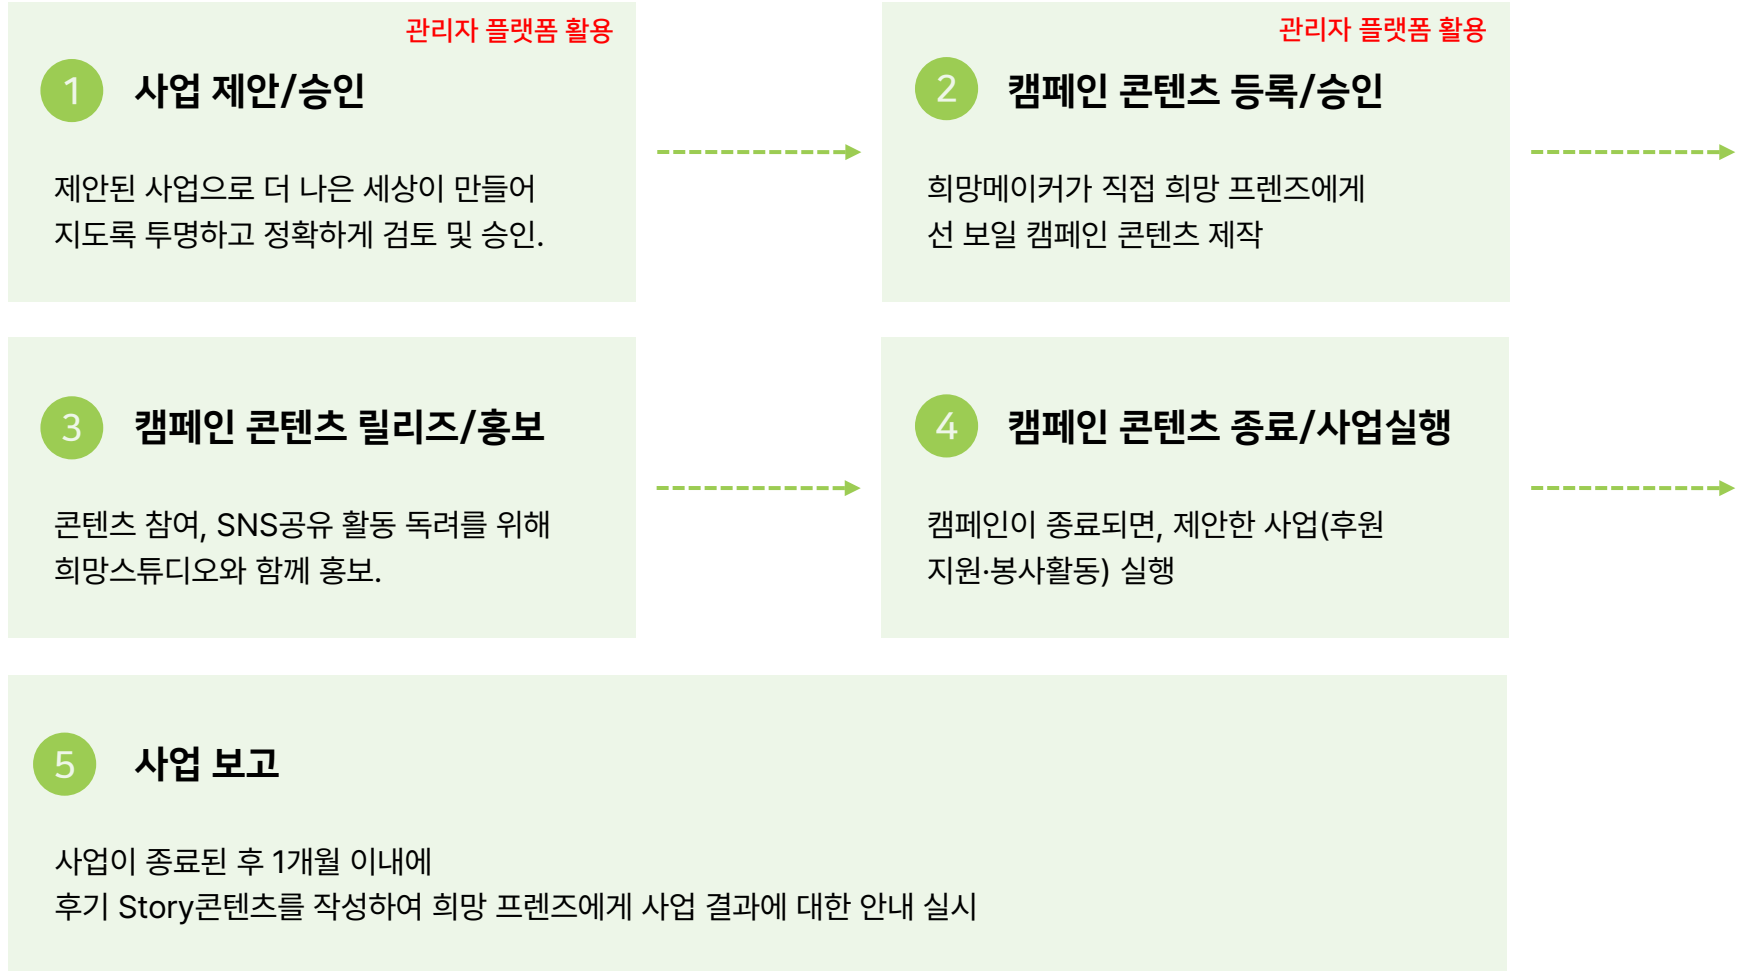 관리자 플랫폼 활용
1 사업 제안/승인
제안된 사업으로 더 나은 세상이 만들어
지도록 투명하고 정확하게 검토 및 승인.
관리자 플랫폼 활용
2 캠페인 콘텐츠 등록/승인
희망메이커가 직접 희망 프렌즈에게
선 보일 캠페인 콘텐츠 제작
3 캠페인 콘텐츠 릴리즈/홍보
콘텐츠 참여, SNS공유 활동 독려를 위해
희망스튜디오와 함께 홍보.
4 캠페인 콘텐츠 종료/사업실행
캠페인이 종료되면, 제안한 사업(후원
지원·봉사활동) 실행
5 사업 보고
사업이 종료된 후 1개월 이내에
후기 Story콘텐츠를 작성하여 희망 프렌즈에게 사업 결과에 대한 안내 실시